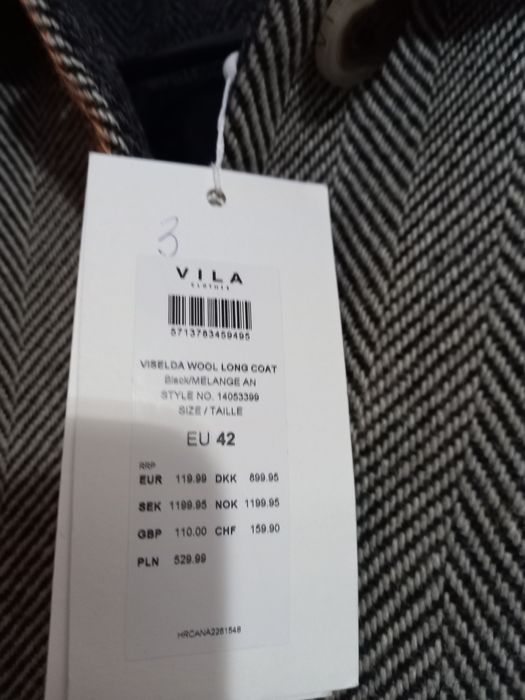 3
VILA
CLOTHES
5713783459495
VISELDA WOOL LONG COAT
Black/MELANGE AN
STYLE NO. 14053399
SIZE / TAILLE
EU 42
RRP
EUR 119.99 DKK 899.95
SEK 1199.95 NOK 1199.95
GBP 110.00 CHF 159.90
PLN 529.99
HRCANA2261548